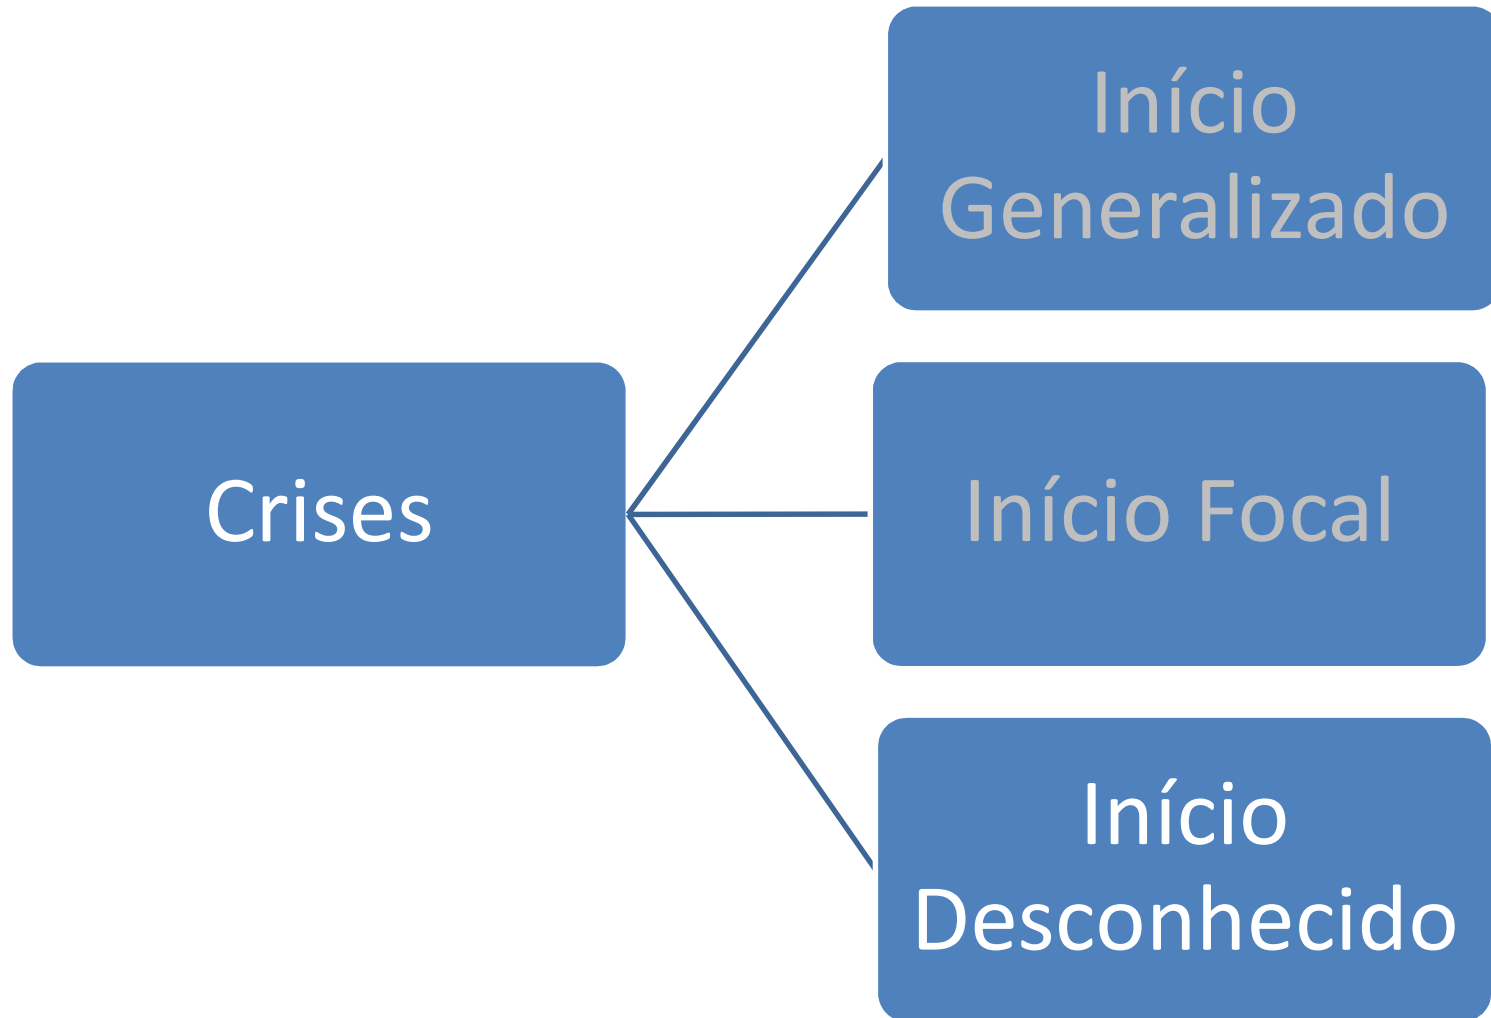 Crises
Início
Generalizado
Início Focal
Início
Desconhecido